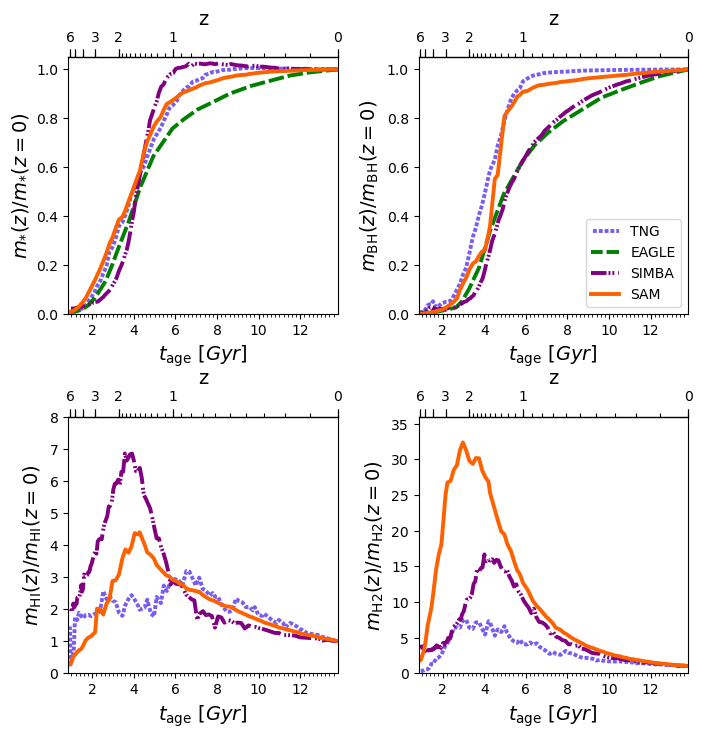 z
z
6 3 2 1 0
6 3 2 1 0
1.0
0.8
0.6
0.4
0.2
0.0
m*(z)/m*(z = 0)
2 4 6 8 10 12
t_age [Gyr]
1.0
0.8
0.6
0.4
0.2
0.0
m_BH(z)/m_BH(z = 0)
TNG
EAGLE
SIMBA
SAM
2 4 6 8 10 12
t_age [Gyr]
z
z
6 3 2 1 0
6 3 2 1 0
8
7
6
5
4
3
2
1
0
m_HI(z)/m_HI(z = 0)
2 4 6 8 10 12
t_age [Gyr]
35
30
25
20
15
10
5
0
m_H2(z)/m_H2(z = 0)
2 4 6 8 10 12
t_age [Gyr]